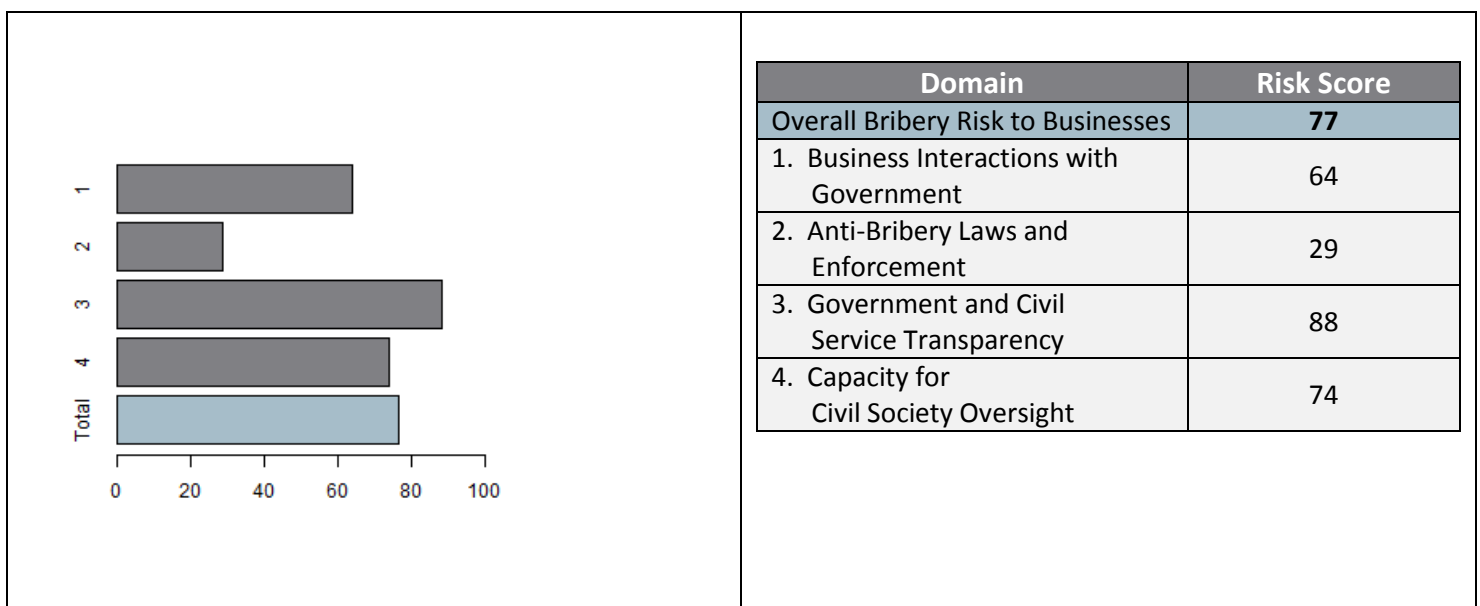 1
2
3
4
Total
0 20 40 60 80 100
Domain Risk Score
Overall Bribery Risk to Businesses 77
1. Business Interactions with
Government
64
2. Anti-Bribery Laws and
Enforcement
29
3. Government and Civil
Service Transparency
88
4. Capacity for
Civil Society Oversight
74